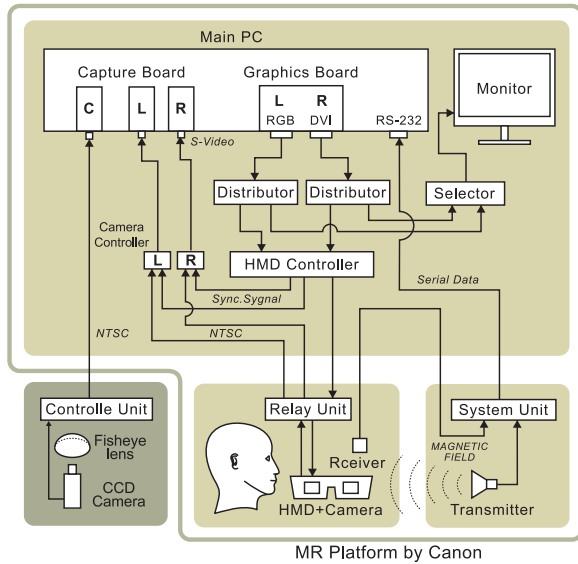 Main PC
Capture Board
Graphics Board
C
L
R
L
R
RGB
DVI
RS-232
Monitor
S-Video
Distributor
Distributor
Selector
Camera
Controller
L
R
HMD Controller
Sync.Sygnal
Serial Data
NTSC
NTSC
Controlle Unit
Relay Unit
System Unit
Fisheye
lens
CCD
Camera
Rceiver
MAGNETIC
FIELD
HMD+Camera
Transmitter
MR Platform by Canon